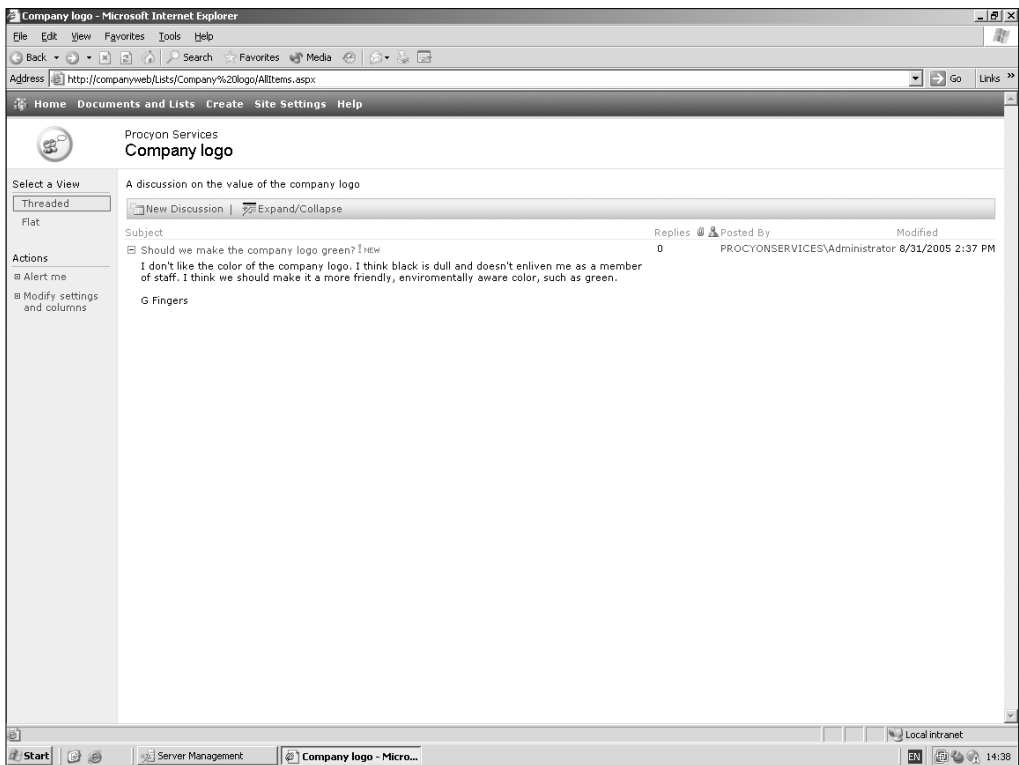 Company logo - Microsoft Internet Explorer
File Edit View Favorites Tools Help
Back Search Favorites Media
Address http://companyweb/Lists/Company%20logo/AllItems.aspx Go Links »
Home Documents and Lists Create Site Settings Help
Procyon Services
Company logo
Select a View
Threaded
Flat
Actions
Alert me
Modify settings
and columns
A discussion on the value of the company logo
New Discussion | Expand/Collapse
Subject Replies Posted By Modified
Should we make the company logo green? ! NEW 0 PROCYONSERVICES\Administrator 8/31/2005 2:37 PM
I don't like the color of the company logo. I think black is dull and doesn't enliven me as a member
of staff. I think we should make it a more friendly, enviromentally aware color, such as green.
G Fingers
Local intranet
Start Server Management Company logo - Micro... EN 14:38